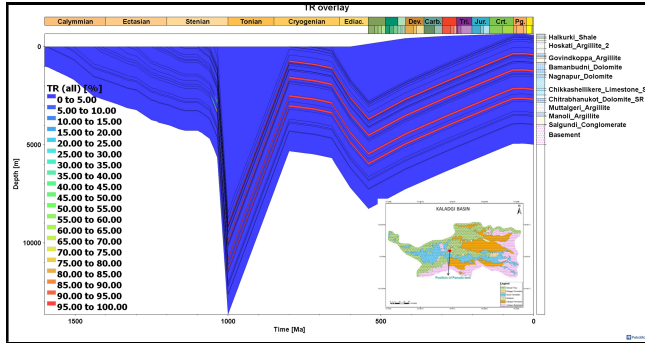 TR overlay
Calymmian
Ectasian
Stenian
Tonian
Cryogenian
Ediac.
Dev.
Carb.
Tri.
Jur.
Crt.
Pg.
Halkurki_Shale
Hoskati_Argillite_2
Govindkoppa_Argillite
Bamanbudni_Dolomite
Nagnapur_Dolomite
Chikkashellikere_Limestone_S
Chitrabhanukot_Dolomite_SR
Muttalgeri_Argillite
Manoli_Argillite
Salgundi_Conglomerate
Basement
0
5000
10000
Depth [m]
TR (all) [%]
0 to 5.00
5.00 to 10.00
10.00 to 15.00
15.00 to 20.00
20.00 to 25.00
25.00 to 30.00
30.00 to 35.00
35.00 to 40.00
40.00 to 45.00
45.00 to 50.00
50.00 to 55.00
55.00 to 60.00
60.00 to 65.00
65.00 to 70.00
70.00 to 75.00
75.00 to 80.00
80.00 to 85.00
85.00 to 90.00
90.00 to 95.00
95.00 to 100.00
KALADGI BASIN
1500
1000
500
0
Time [Ma]